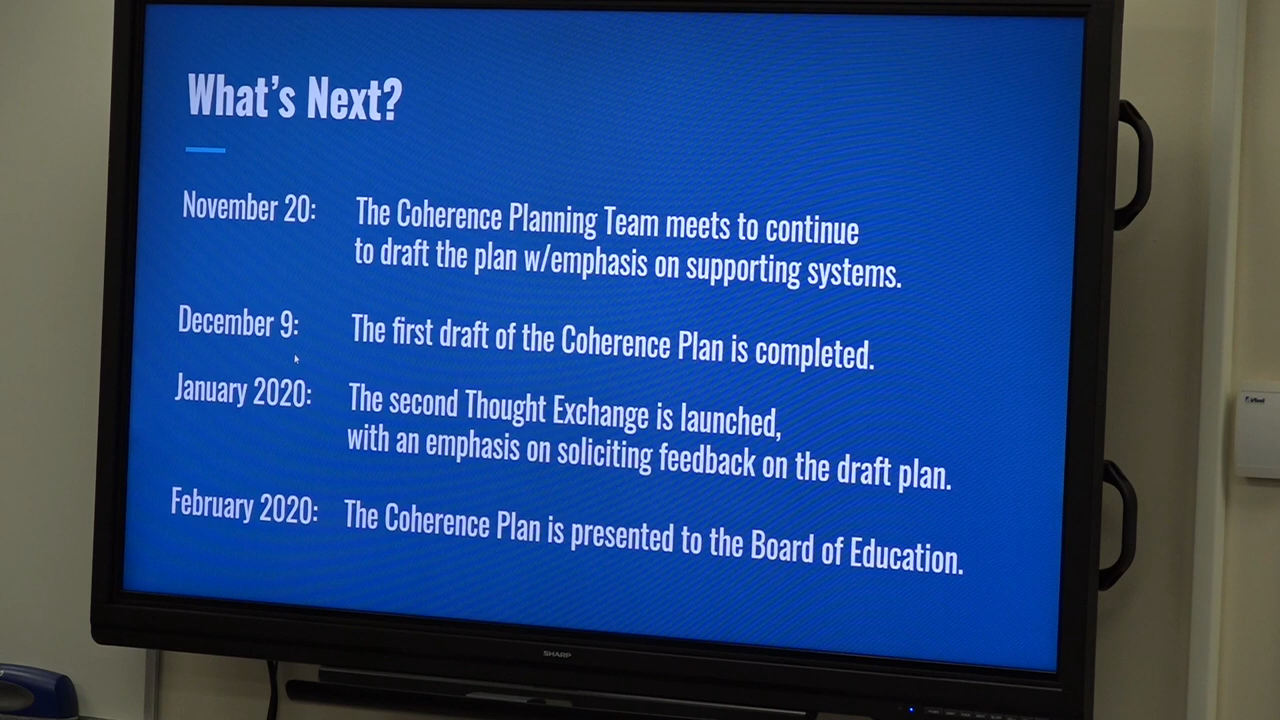 What's Next?
November 20: The Coherence Planning Team meets to continue
to draft the plan w/emphasis on supporting systems.
December 9: The first draft of the Coherence Plan is completed.
January 2020: The second Thought Exchange is launched,
with an emphasis on soliciting feedback on the draft plan.
February 2020: The Coherence Plan is presented to the Board of Education.
SHARP